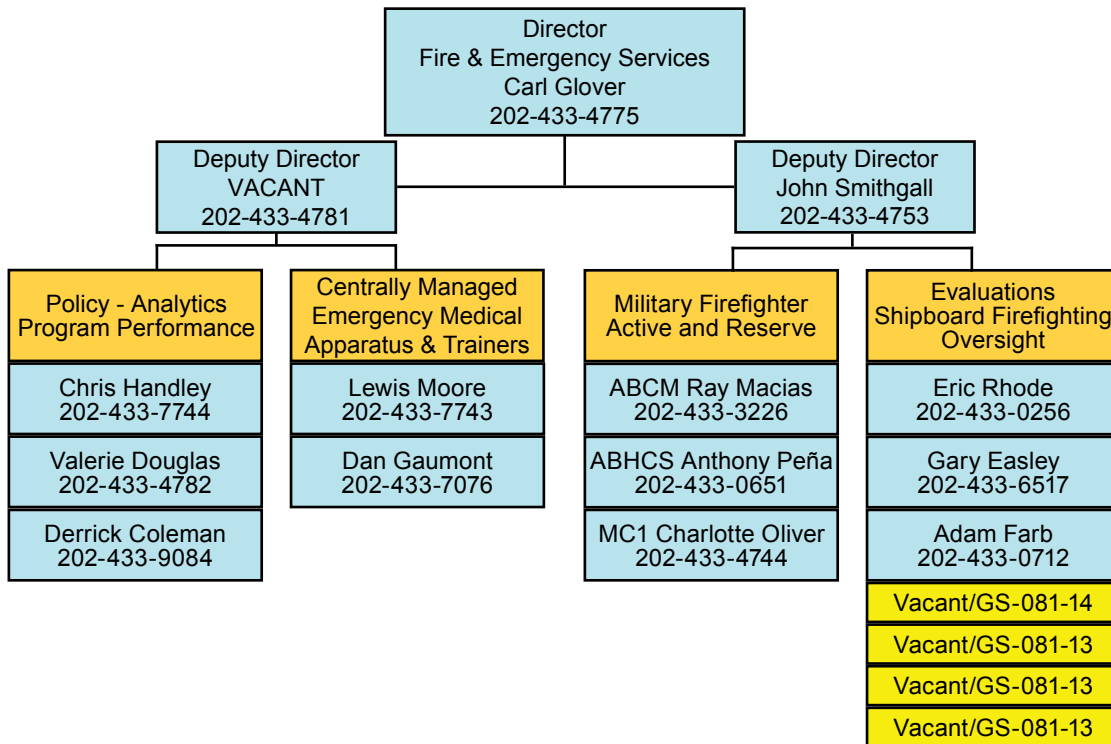 Director
Fire & Emergency Services
Carl Glover
202-433-4775
Deputy Director
VACANT
202-433-4781
Deputy Director
John Smithgall
202-433-4753
Policy - Analytics
Program Performance
Chris Handley
202-433-7744
Valerie Douglas
202-433-4782
Derrick Coleman
202-433-9084
Centrally Managed
Emergency Medical
Apparatus & Trainers
Lewis Moore
202-433-7743
Dan Gaumont
202-433-7076
Military Firefighter
Active and Reserve
ABCM Ray Macias
202-433-3226
ABHCS Anthony Peña
202-433-0651
MC1 Charlotte Oliver
202-433-4744
Evaluations
Shipboard Firefighting
Oversight
Eric Rhode
202-433-0256
Gary Easley
202-433-6517
Adam Farb
202-433-0712
Vacant/GS-081-14
Vacant/GS-081-13
Vacant/GS-081-13
Vacant/GS-081-13